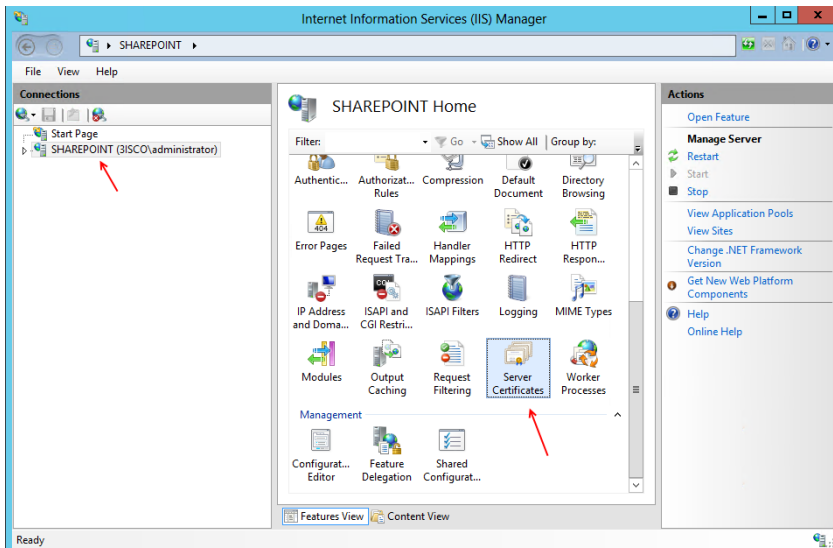 Internet Information Services (IIS) Manager
SHAREPOINT
File View Help
Connections
Start Page
SHAREPOINT (3ISCO\administrator)
SHAREPOINT Home
Filter: Go Show All Group by:
Authentic... Authorizat... Rules Compression Default Document Directory Browsing
404
Error Pages Failed Request Tra... Handler Mappings HTTP Redirect HTTP Respon...
CGI
IP Address and Doma... ISAPI and CGI Restri... ISAPI Filters Logging MIME Types
Modules Output Caching Request Filtering Server Certificates Worker Processes
Management
Configurat... Editor Feature Delegation Shared Configurat...
Features View Content View
Actions
Open Feature
Manage Server
Restart
Start
Stop
View Application Pools
View Sites
Change .NET Framework
Version
Get New Web Platform
Components
Help
Online Help
Ready